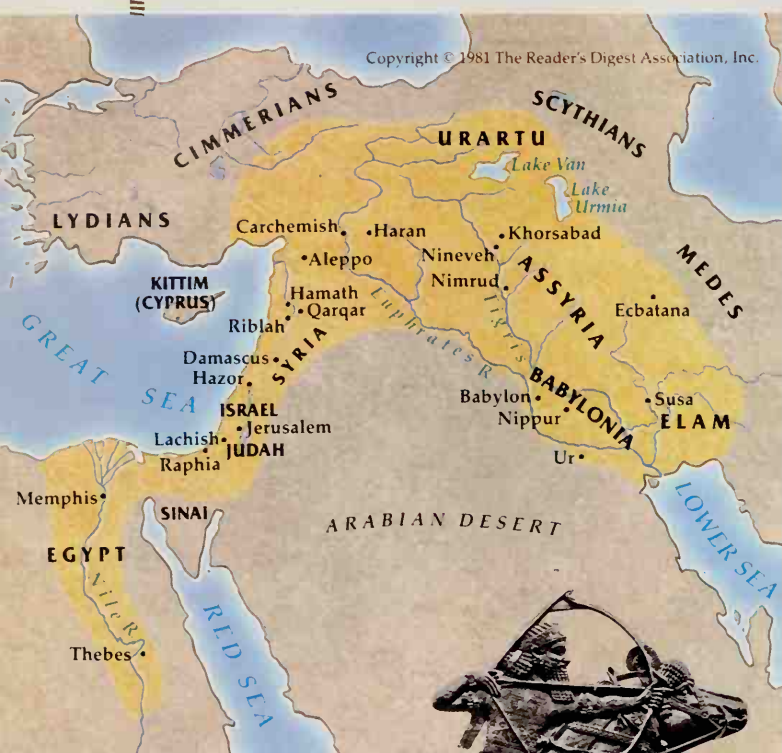 Copyright © 1981 The Reader's Digest Association, Inc.
CIMMERIANS
SCYTHIANS
URARTU
Lake Van
Lake
Urmia
LYDIANS
Carchemish
Haran
Khorsabad
Aleppo
Nineveh
Nimrud
ASSYRIA
MEDES
KITTIM
(CYPRUS)
Hamath
Qarqar
Riblah
Euphrates R
Tigris
Ecbatana
GREAT SEA
SYRIA
Damascus
Hazor
BABYLONIA
Babylon
Nippur
Susa
ELAM
ISRAEL
Jerusalem
Lachish
JUDAH
Raphia
Ur
Memphis
SINAI
ARABIAN DESERT
LOWER SEA
EGYPT
Nile R
RED SEA
Thebes